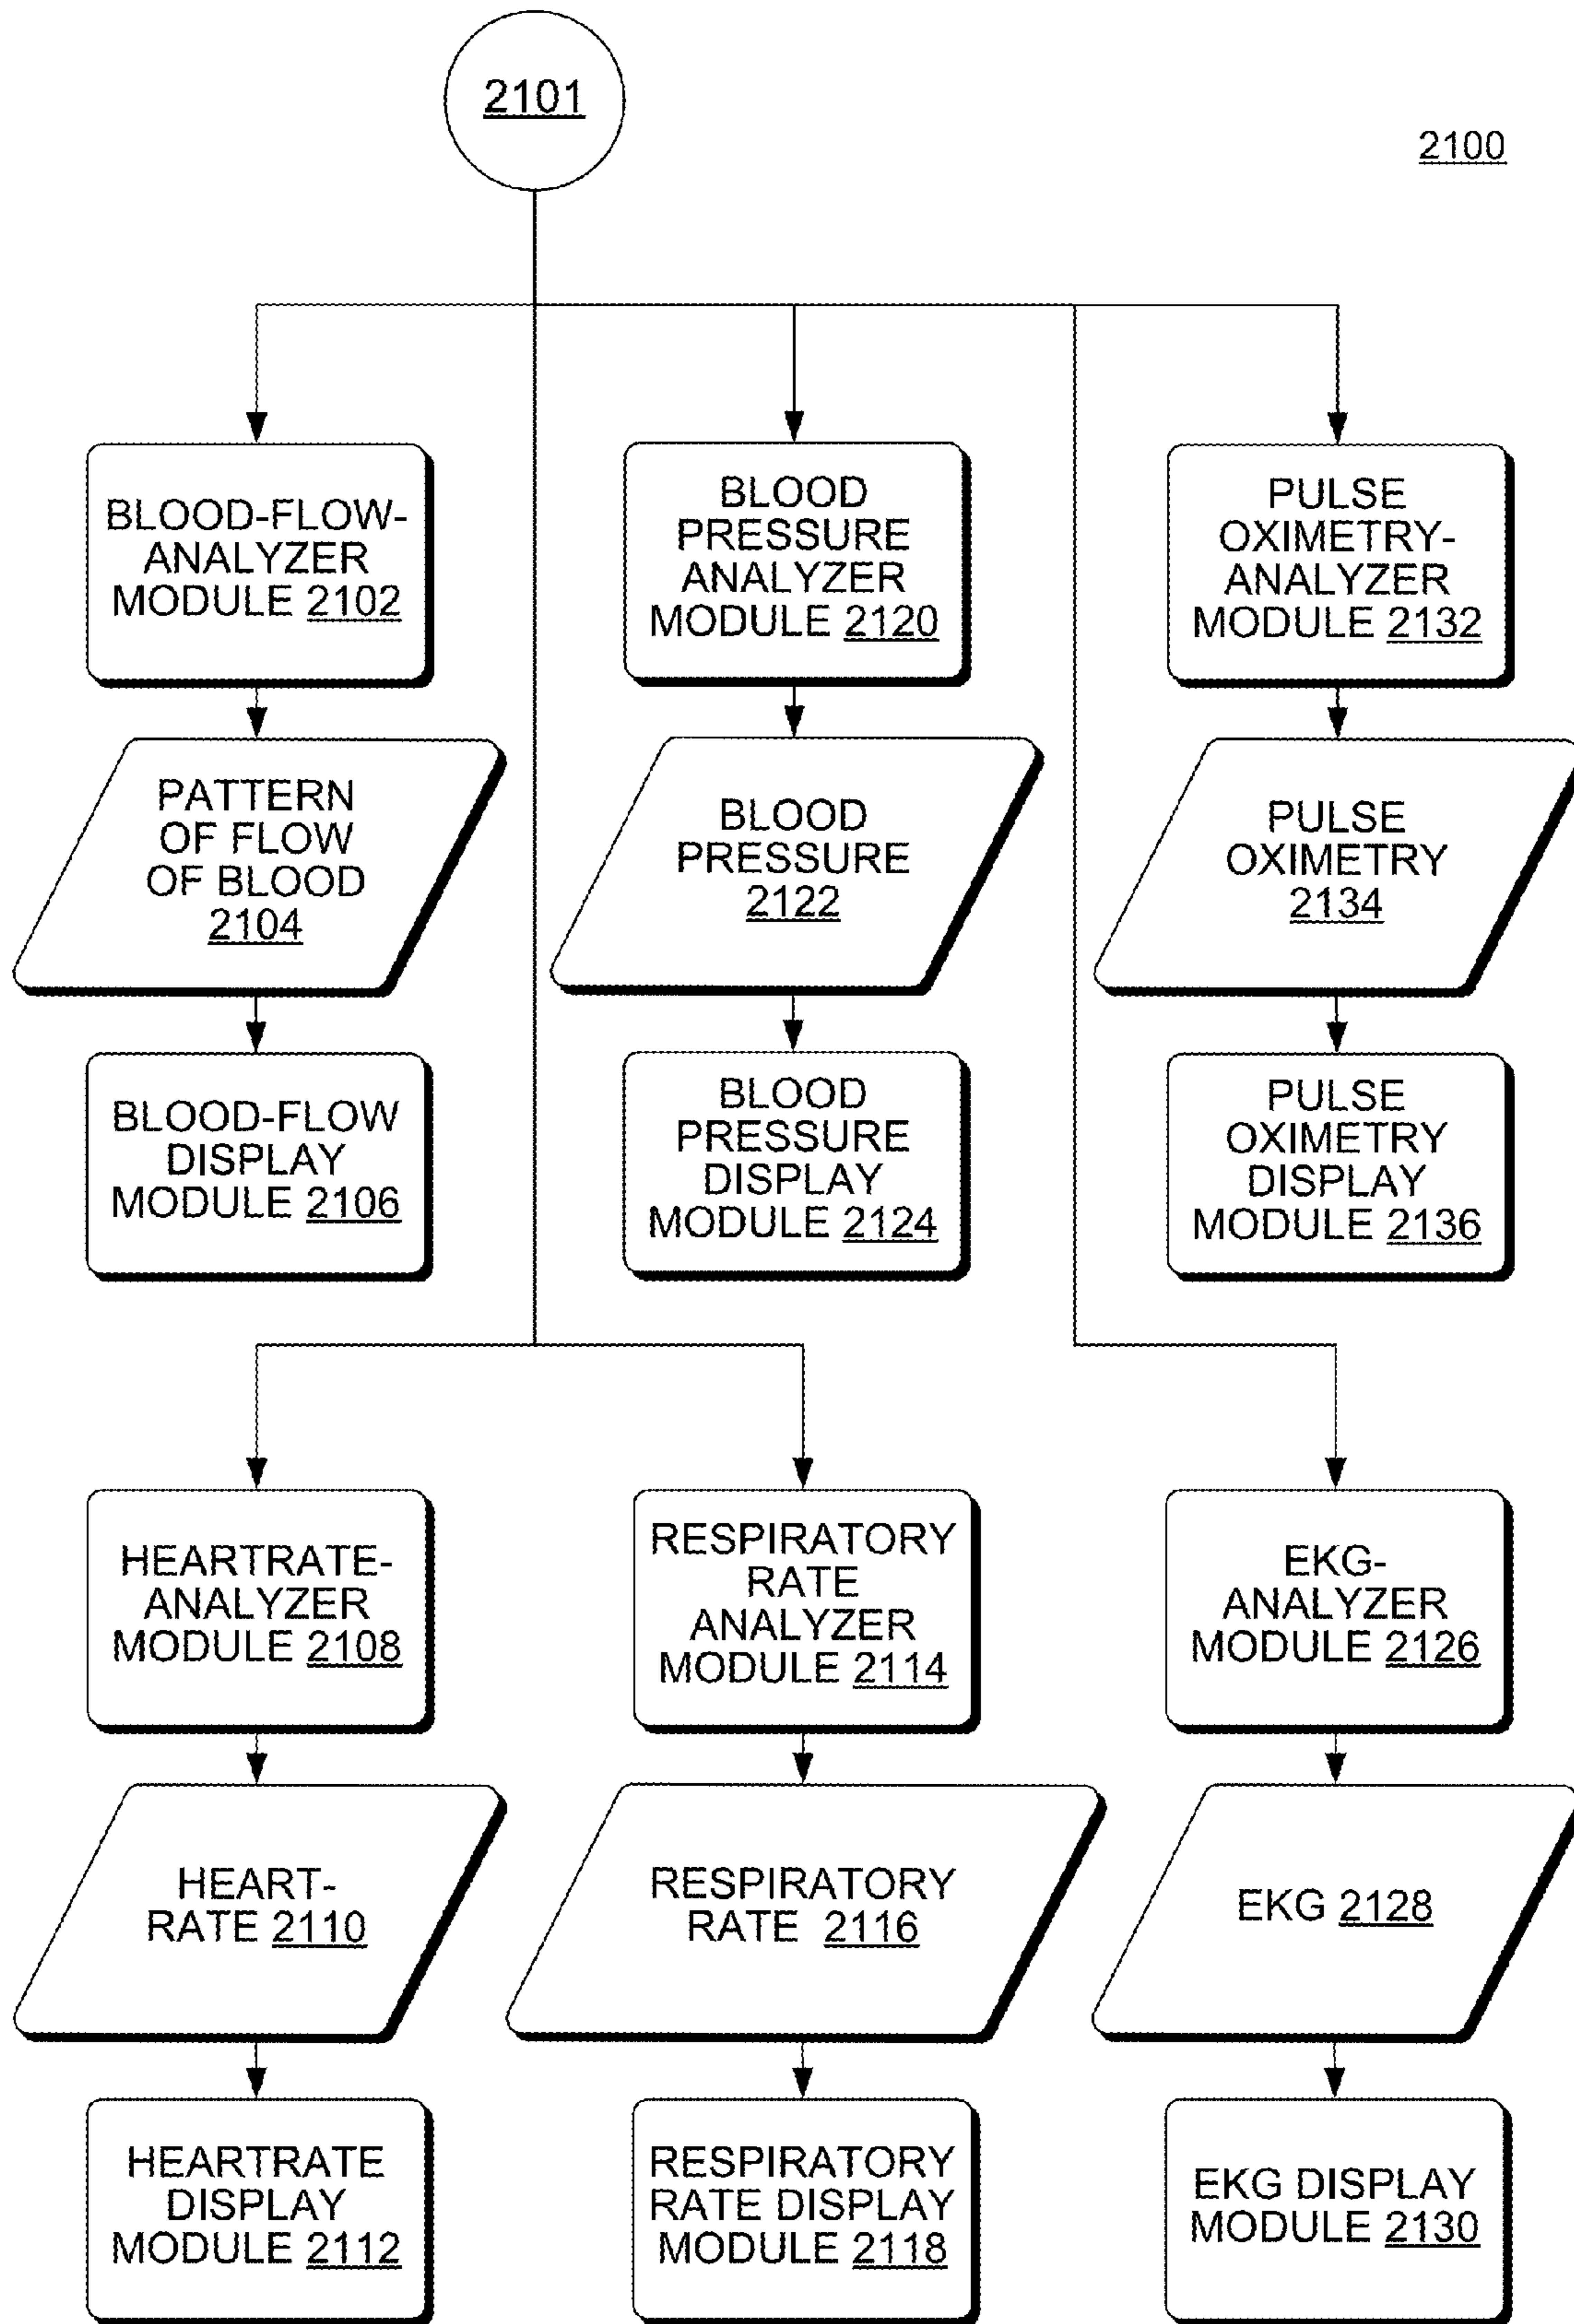 2101
2100
BLOOD-FLOW-
ANALYZER
MODULE 2102
BLOOD
PRESSURE
ANALYZER
MODULE 2120
PULSE
OXIMETRY-
ANALYZER
MODULE 2132
PATTERN
OF FLOW
OF BLOOD
2104
BLOOD
PRESSURE
2122
PULSE
OXIMETRY
2134
BLOOD-FLOW
DISPLAY
MODULE 2106
BLOOD
PRESSURE
DISPLAY
MODULE 2124
PULSE
OXIMETRY
DISPLAY
MODULE 2136
HEARTRATE-
ANALYZER
MODULE 2108
RESPIRATORY
RATE
ANALYZER
MODULE 2114
EKG-
ANALYZER
MODULE 2126
HEART-
RATE 2110
RESPIRATORY
RATE 2116
EKG 2128
HEARTRATE
DISPLAY
MODULE 2112
RESPIRATORY
RATE DISPLAY
MODULE 2118
EKG DISPLAY
MODULE 2130